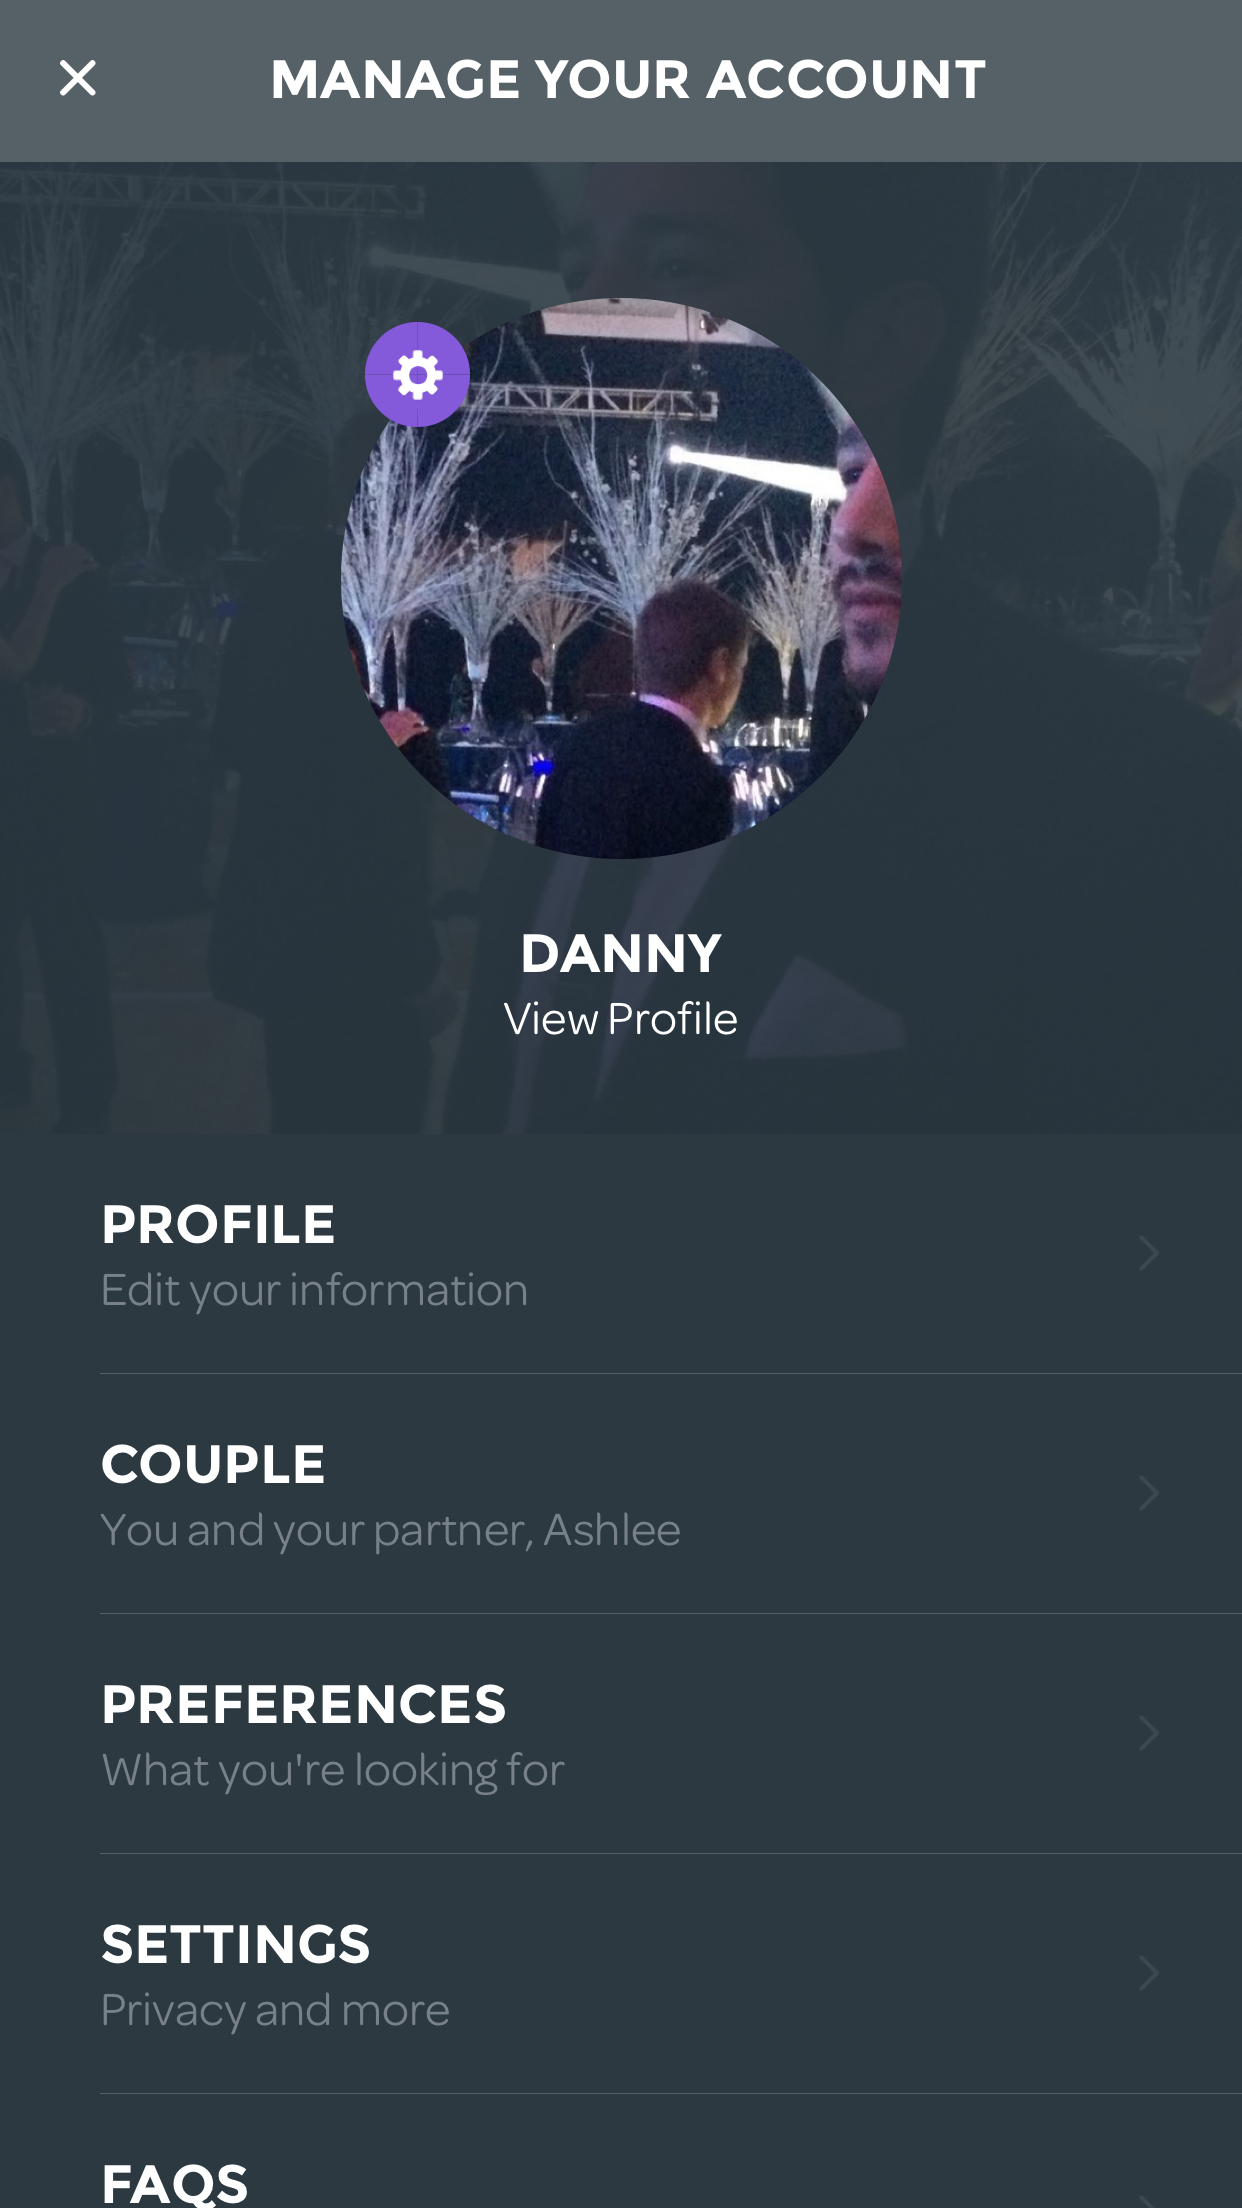 MANAGE YOUR ACCOUNT
DANNY
View Profile
PROFILE
Edit your information
COUPLE
You and your partner, Ashlee
PREFERENCES
What you're looking for
SETTINGS
Privacy and more
FAQS